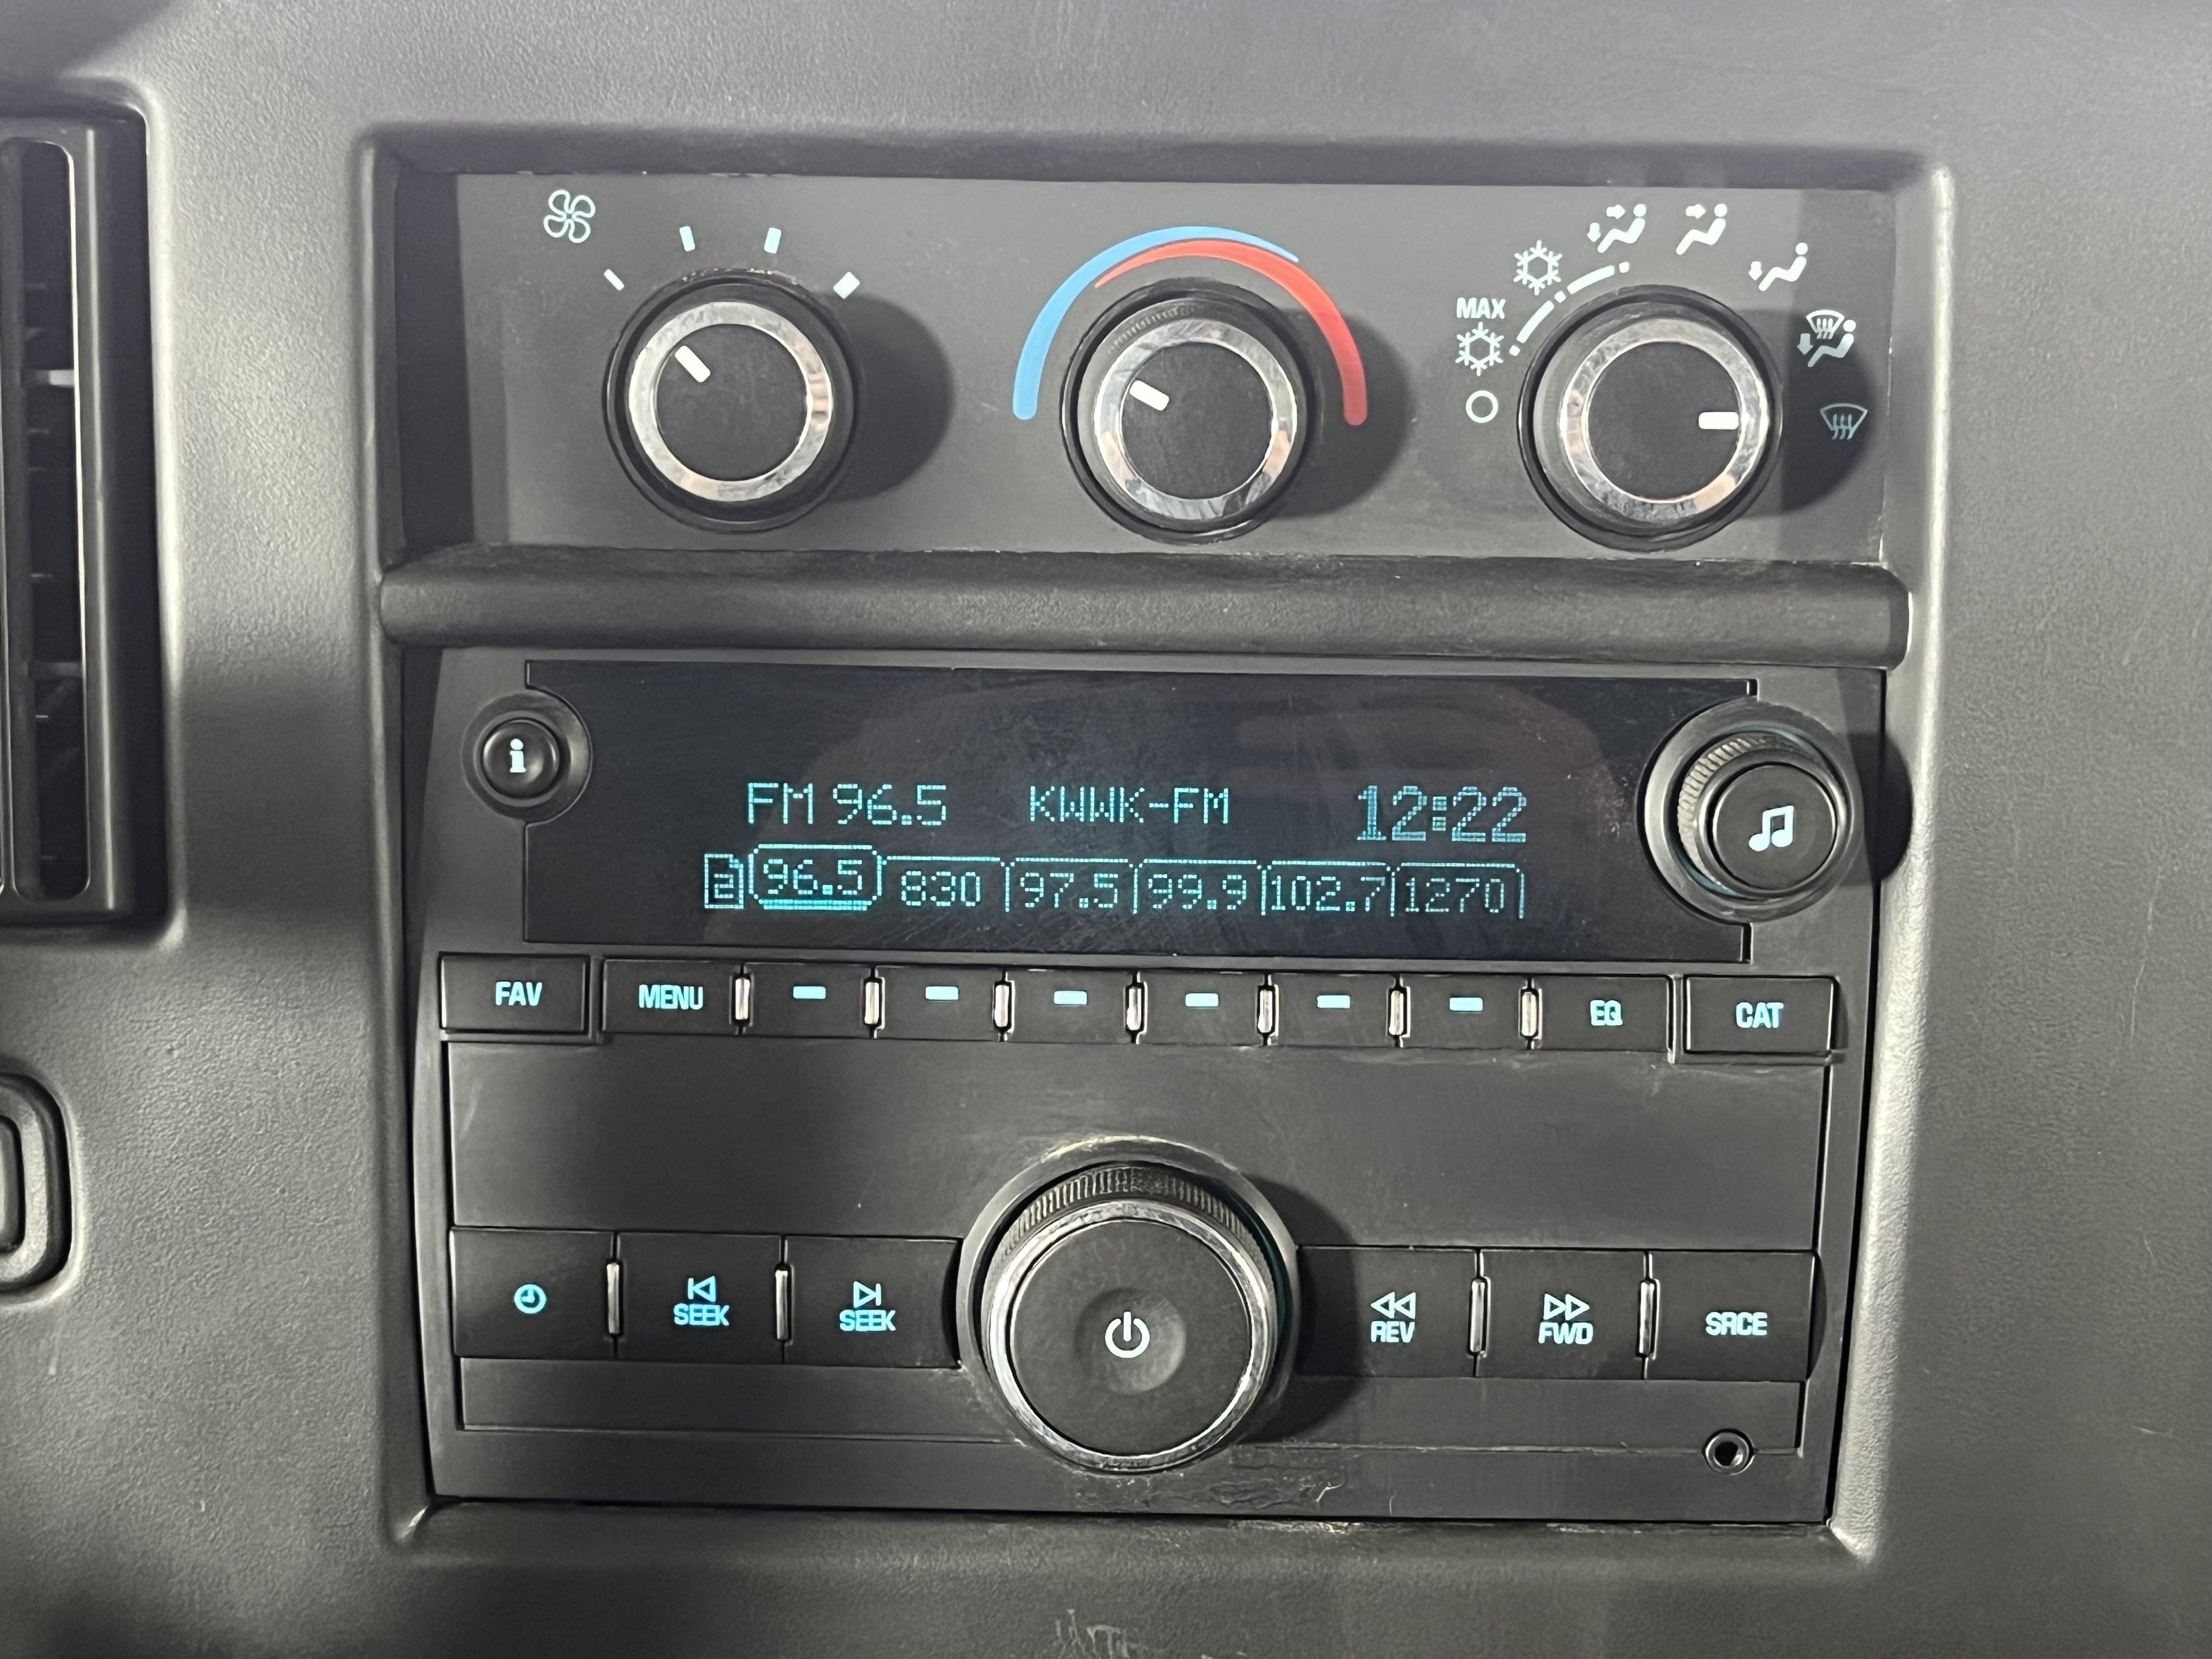 MAX
i
FM 96.5 KWWK-FM 12:22
2 96.5 830 97.5 99.9 102.7 1270
FAV MENU EQ CAT
SEEK SEEK REV FWD SRCE